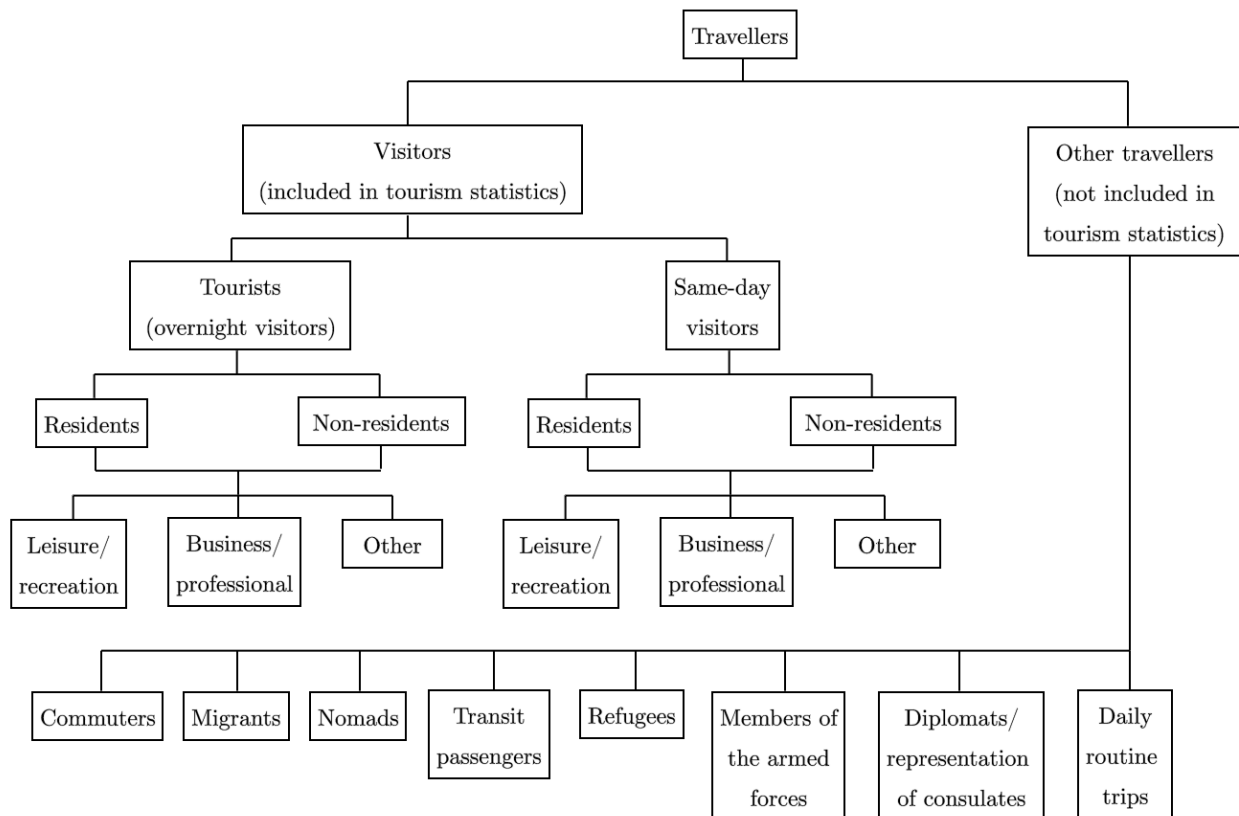 Travellers
Visitors
(included in tourism statistics)
Other travellers
(not included in
tourism statistics)
Tourists
(overnight visitors)
Same-day
visitors
Residents
Non-residents
Residents
Non-residents
Leisure/
recreation
Business/
professional
Other
Leisure/
recreation
Business/
professional
Other
Commuters
Migrants
Nomads
Transit
passengers
Refugees
Members of
the armed
forces
Diplomats/
representation
of consulates
Daily
routine
trips